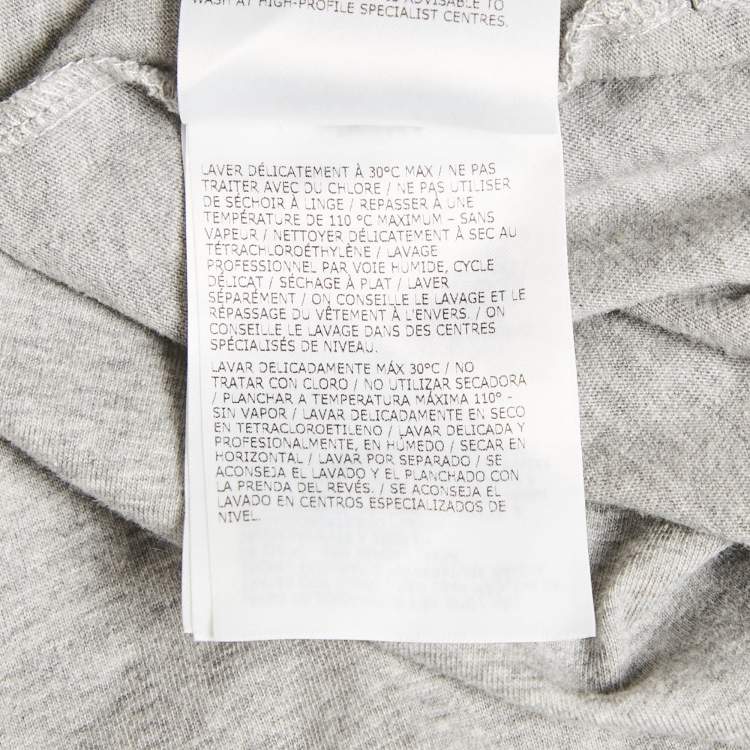 ADVISABLE TO
WASH AT HIGH-PROFILE SPECIALIST CENTRES.
LAVER DÉLICATEMENT À 30°C MAX / NE PAS
TRAITER AVEC DU CHLORE / NE PAS UTILISER
DE SÉCHOIR À LINGE / REPASSER À UNE
TEMPÉRATURE DE 110 °C MAXIMUM – SANS
VAPEUR / NETTOYER DÉLICATEMENT À SEC AU
TÉTRACHLOROÉTHYLÈNE / LAVAGE
PROFESSIONNEL PAR VOIE HUMIDE, CYCLE
DÉLICAT / SÉCHAGE À PLAT / LAVER
SÉPARÉMENT / ON CONSEILLE LE LAVAGE ET LE
RÉPASSAGE DU VÊTEMENT À L'ENVERS. / ON
CONSEILLE LE LAVAGE DANS DES CENTRES
SPÉCIALISÉS DE NIVEAU.
LAVAR DELICADAMENTE MÁX 30°C / NO
TRATAR CON CLORO / NO UTILIZAR SECADORA
/ PLANCHAR A TEMPERATURA MÁXIMA 110° -
SIN VAPOR / LAVAR DELICADAMENTE EN SECO
EN TETRACLOROETILENO / LAVAR DELICADA Y
PROFESIONALMENTE, EN HÚMEDO / SECAR EN
HORIZONTAL / LAVAR POR SEPARADO / SE
ACONSEJA EL LAVADO Y EL PLANCHADO CON
LA PRENDA DEL REVÉS. / SE ACONSEJA EL
LAVADO EN CENTROS ESPECIALIZADOS DE
NIVEL.